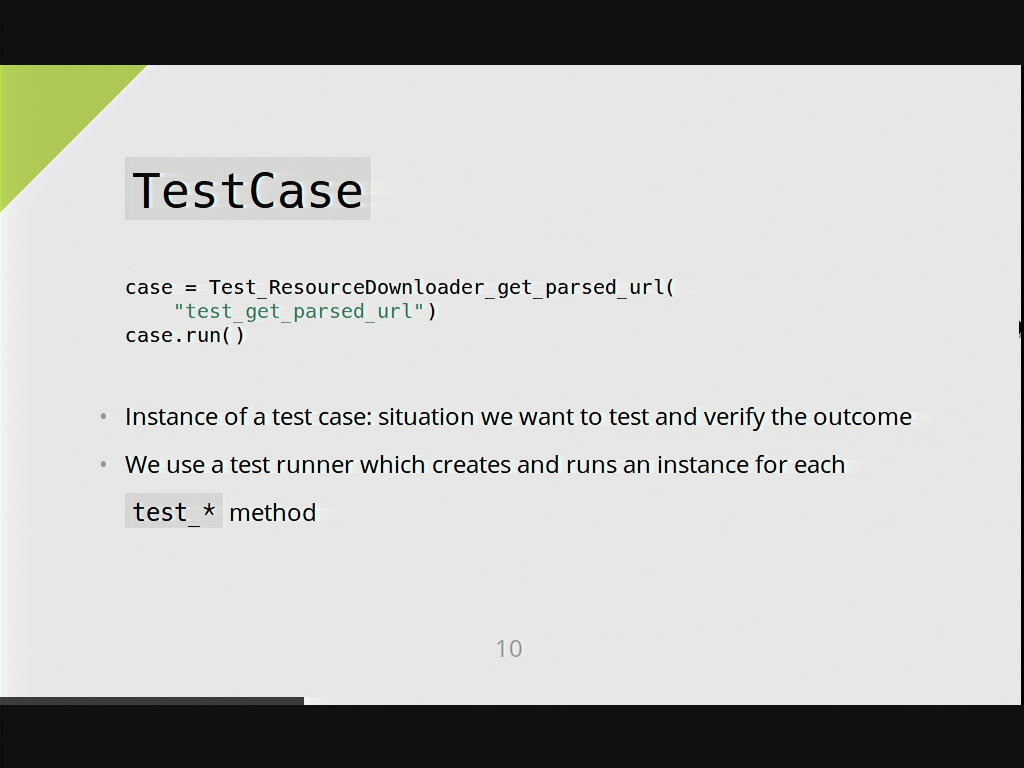 TestCase
case = Test_ResourceDownloader_get_parsed_url(
    "test_get_parsed_url")
case.run()
• Instance of a test case: situation we want to test and verify the outcome
• We use a test runner which creates and runs an instance for each
test_* method
10